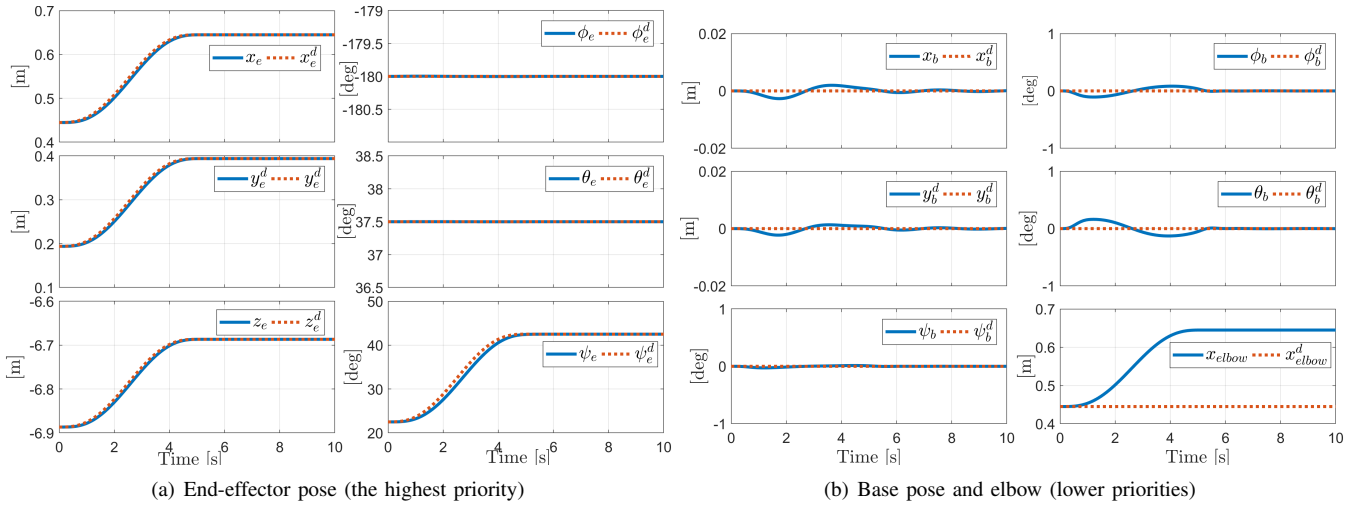 0.7
0.6
0.5
0.4
[m]
x_e x_e^d
-179
-179.5
-180
-180.5
[deg]
ϕ_e ϕ_e^d
0.4
0.3
0.2
0.1
[m]
y_e^d y_e^d
38.5
38
37.5
37
36.5
[deg]
θ_e θ_e^d
-6.6
-6.7
-6.8
-6.9
[m]
z_e z_e^d
0 2 4 6 8 10
Time [s]
50
40
30
20
[deg]
ψ_e ψ_e^d
0 2 4 6 8 10
Time [s]
(a) End-effector pose (the highest priority)
0.02
0
-0.02
[m]
x_b x_b^d
1
0
-1
[deg]
ϕ_b ϕ_b^d
0.02
0
-0.02
[m]
y_b^d y_b^d
1
0
-1
[deg]
θ_b θ_b^d
1
0
-1
[deg]
ψ_b ψ_b^d
0 2 4 6 8 10
Time [s]
0.7
0.6
0.5
0.4
[m]
x_elbow x_elbow^d
0 2 4 6 8 10
Time [s]
(b) Base pose and elbow (lower priorities)